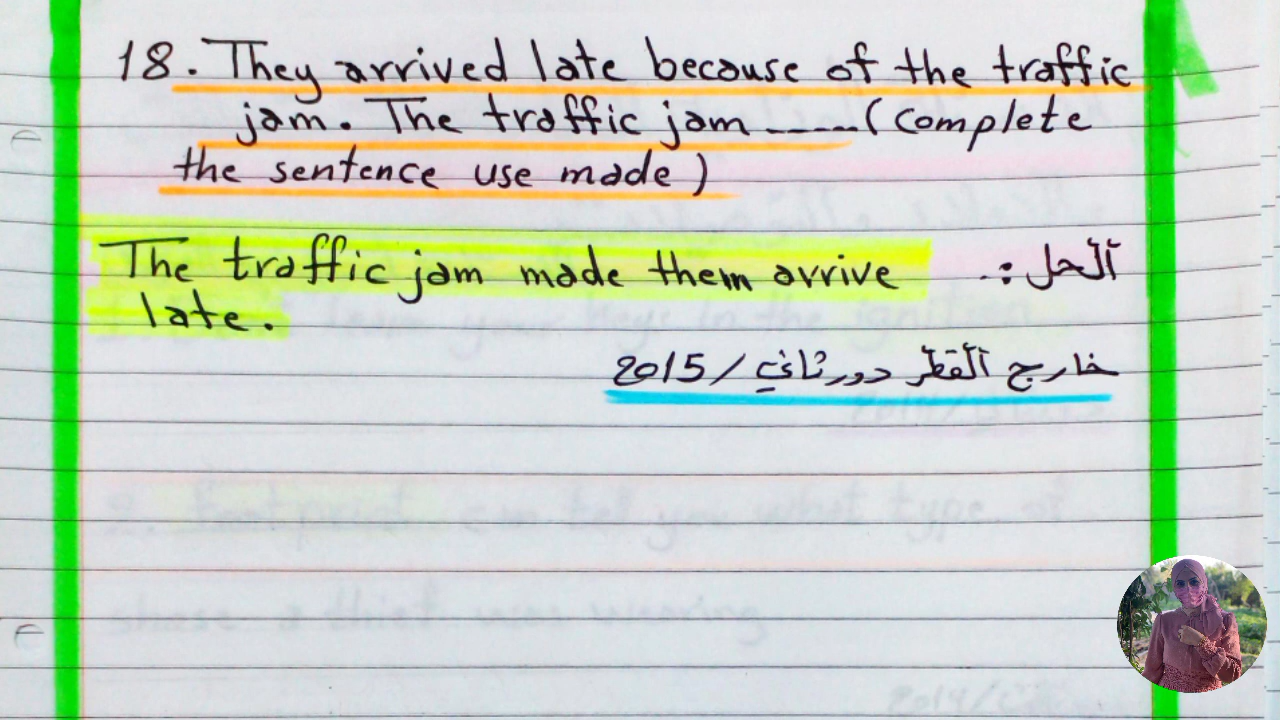 18. They arrived late because of the traffic
jam. The traffic jam ----- (complete
the sentence use made)
الحل :.
The traffic jam made them arrive
late.
خارج القطر دور ثاني / 2015